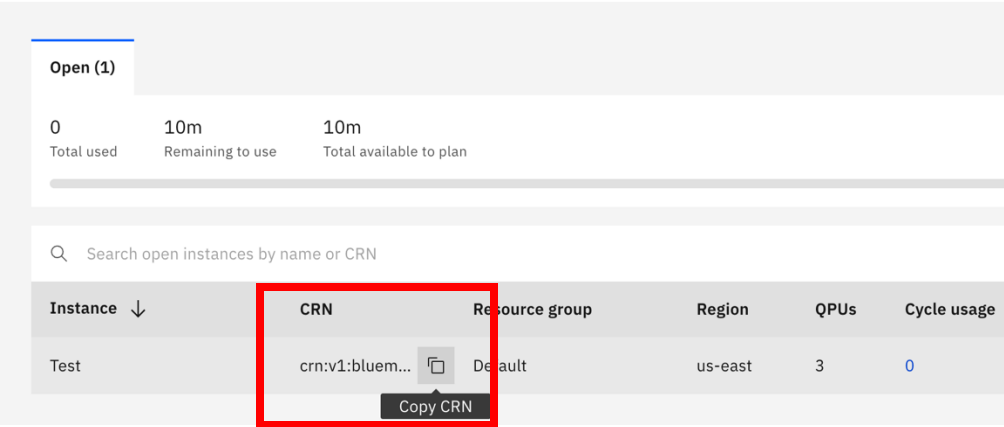 Open (1)
0 10m 10m
Total used Remaining to use Total available to plan
Search open instances by name or CRN
Instance CRN Resource group Region QPUs Cycle usage
Test crn:v1:bluem... Default us-east 3 0
Copy CRN